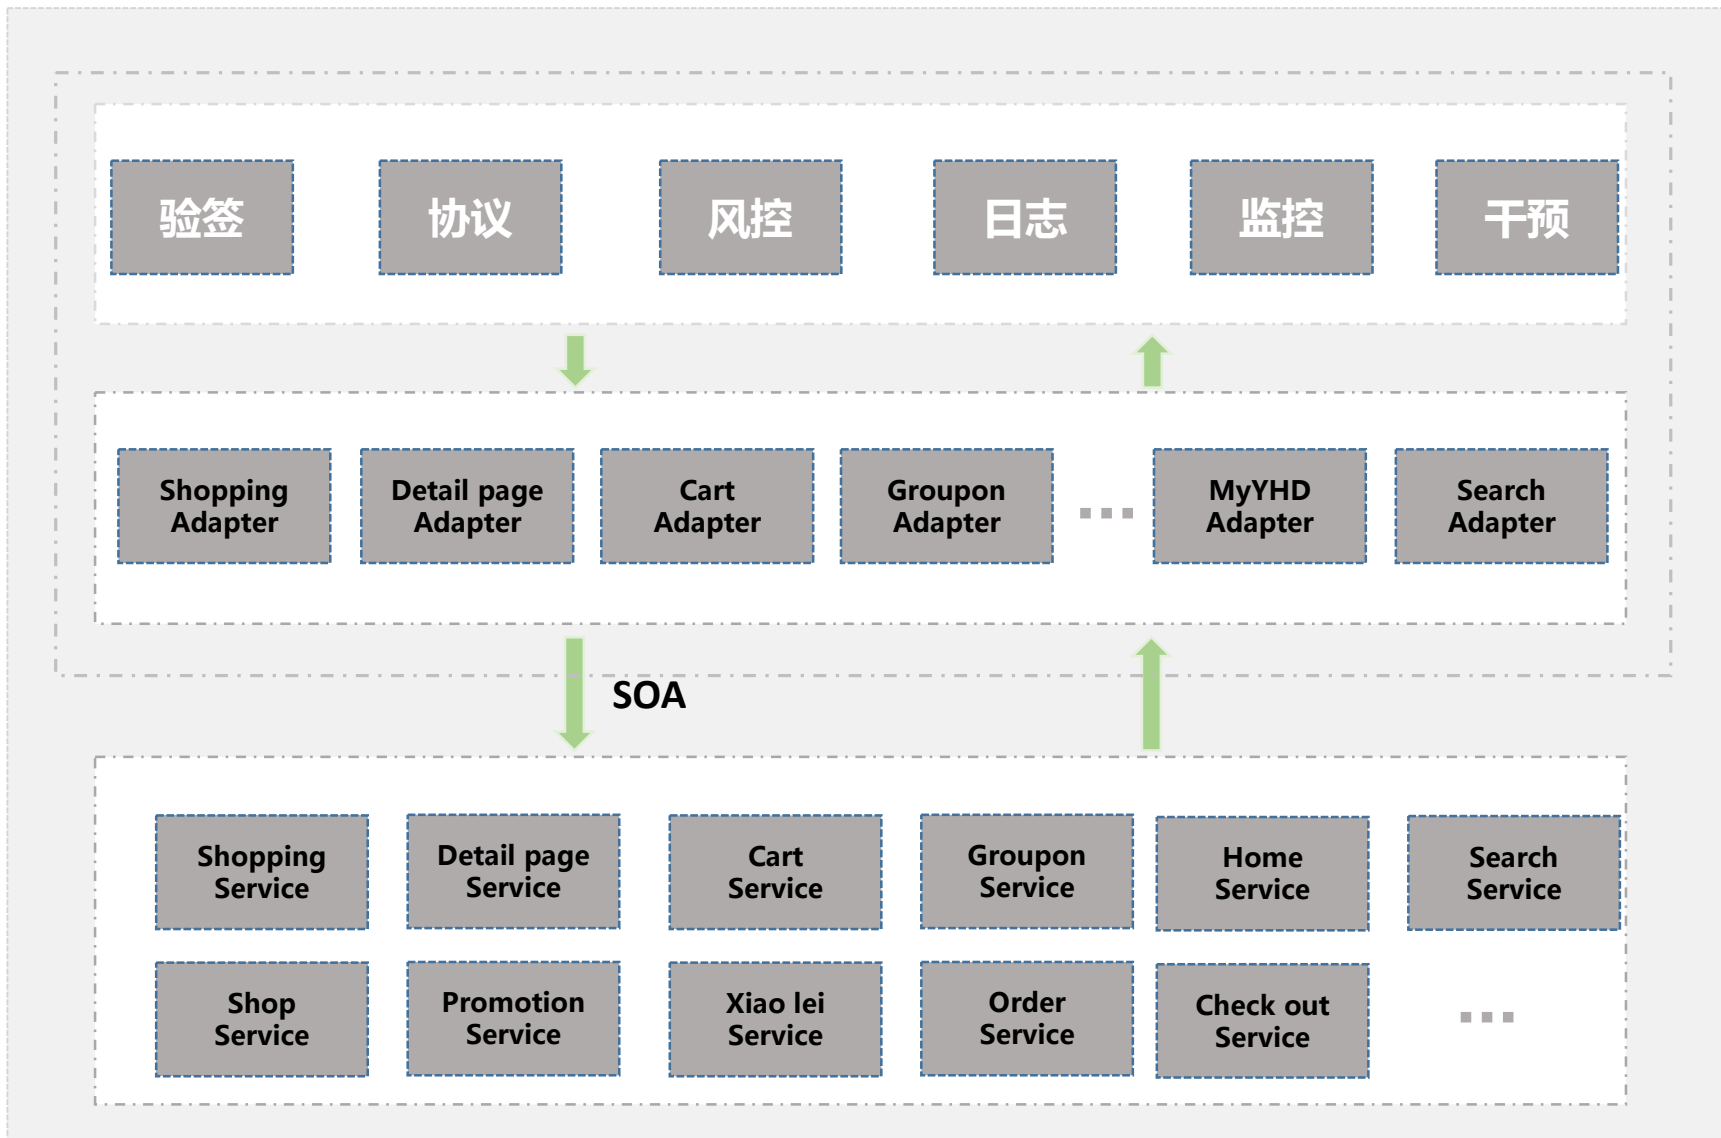 验签
协议
风控
日志
监控
干预
Shopping
Adapter
Detail page
Adapter
Cart
Adapter
Groupon
Adapter
...
MyYHD
Adapter
Search
Adapter
SOA
Shopping
Service
Detail page
Service
Cart
Service
Groupon
Service
Home
Service
Search
Service
Shop
Service
Promotion
Service
Xiao lei
Service
Order
Service
Check out
Service
...